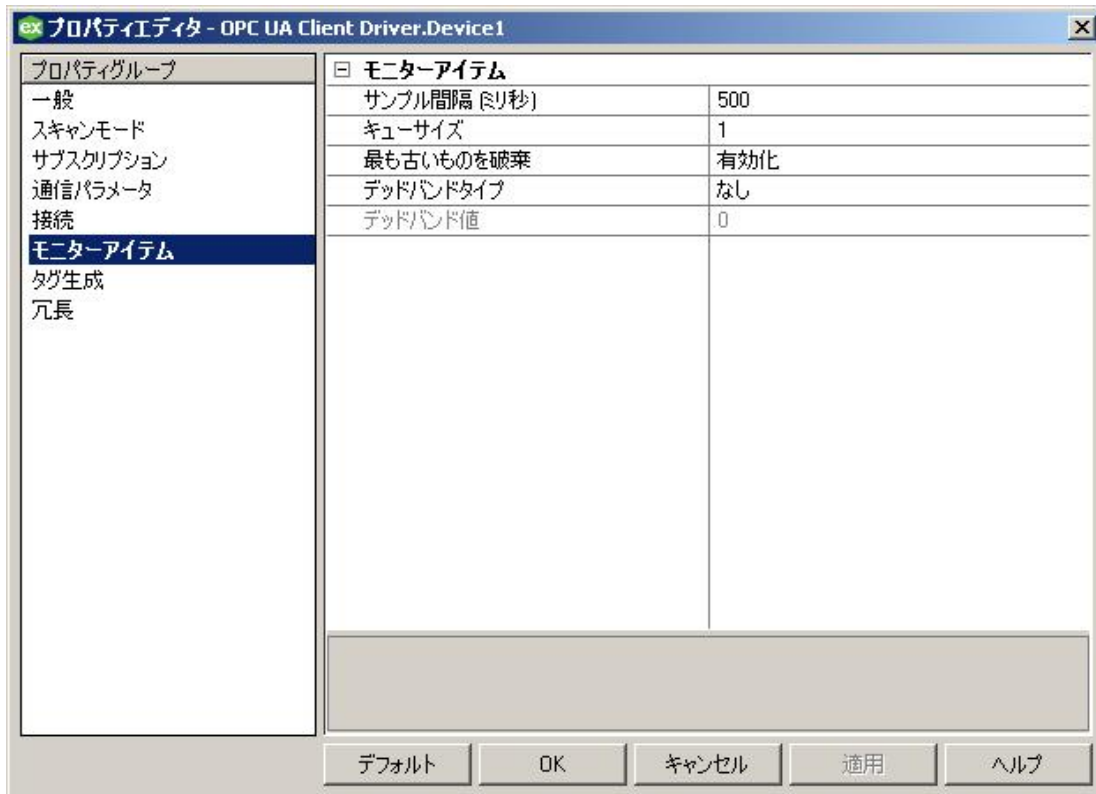 ex プロパティエディタ - OPC UA Client Driver.Device1
プロパティグループ
一般
スキャンモード
サブスクリプション
通信パラメータ
接続
モニターアイテム
タグ生成
冗長
モニターアイテム
サンプル間隔 (ミリ秒) 500
キューサイズ 1
最も古いものを破棄 有効化
デッドバンドタイプ なし
デッドバンド値 0
デフォルト OK キャンセル 適用 ヘルプ